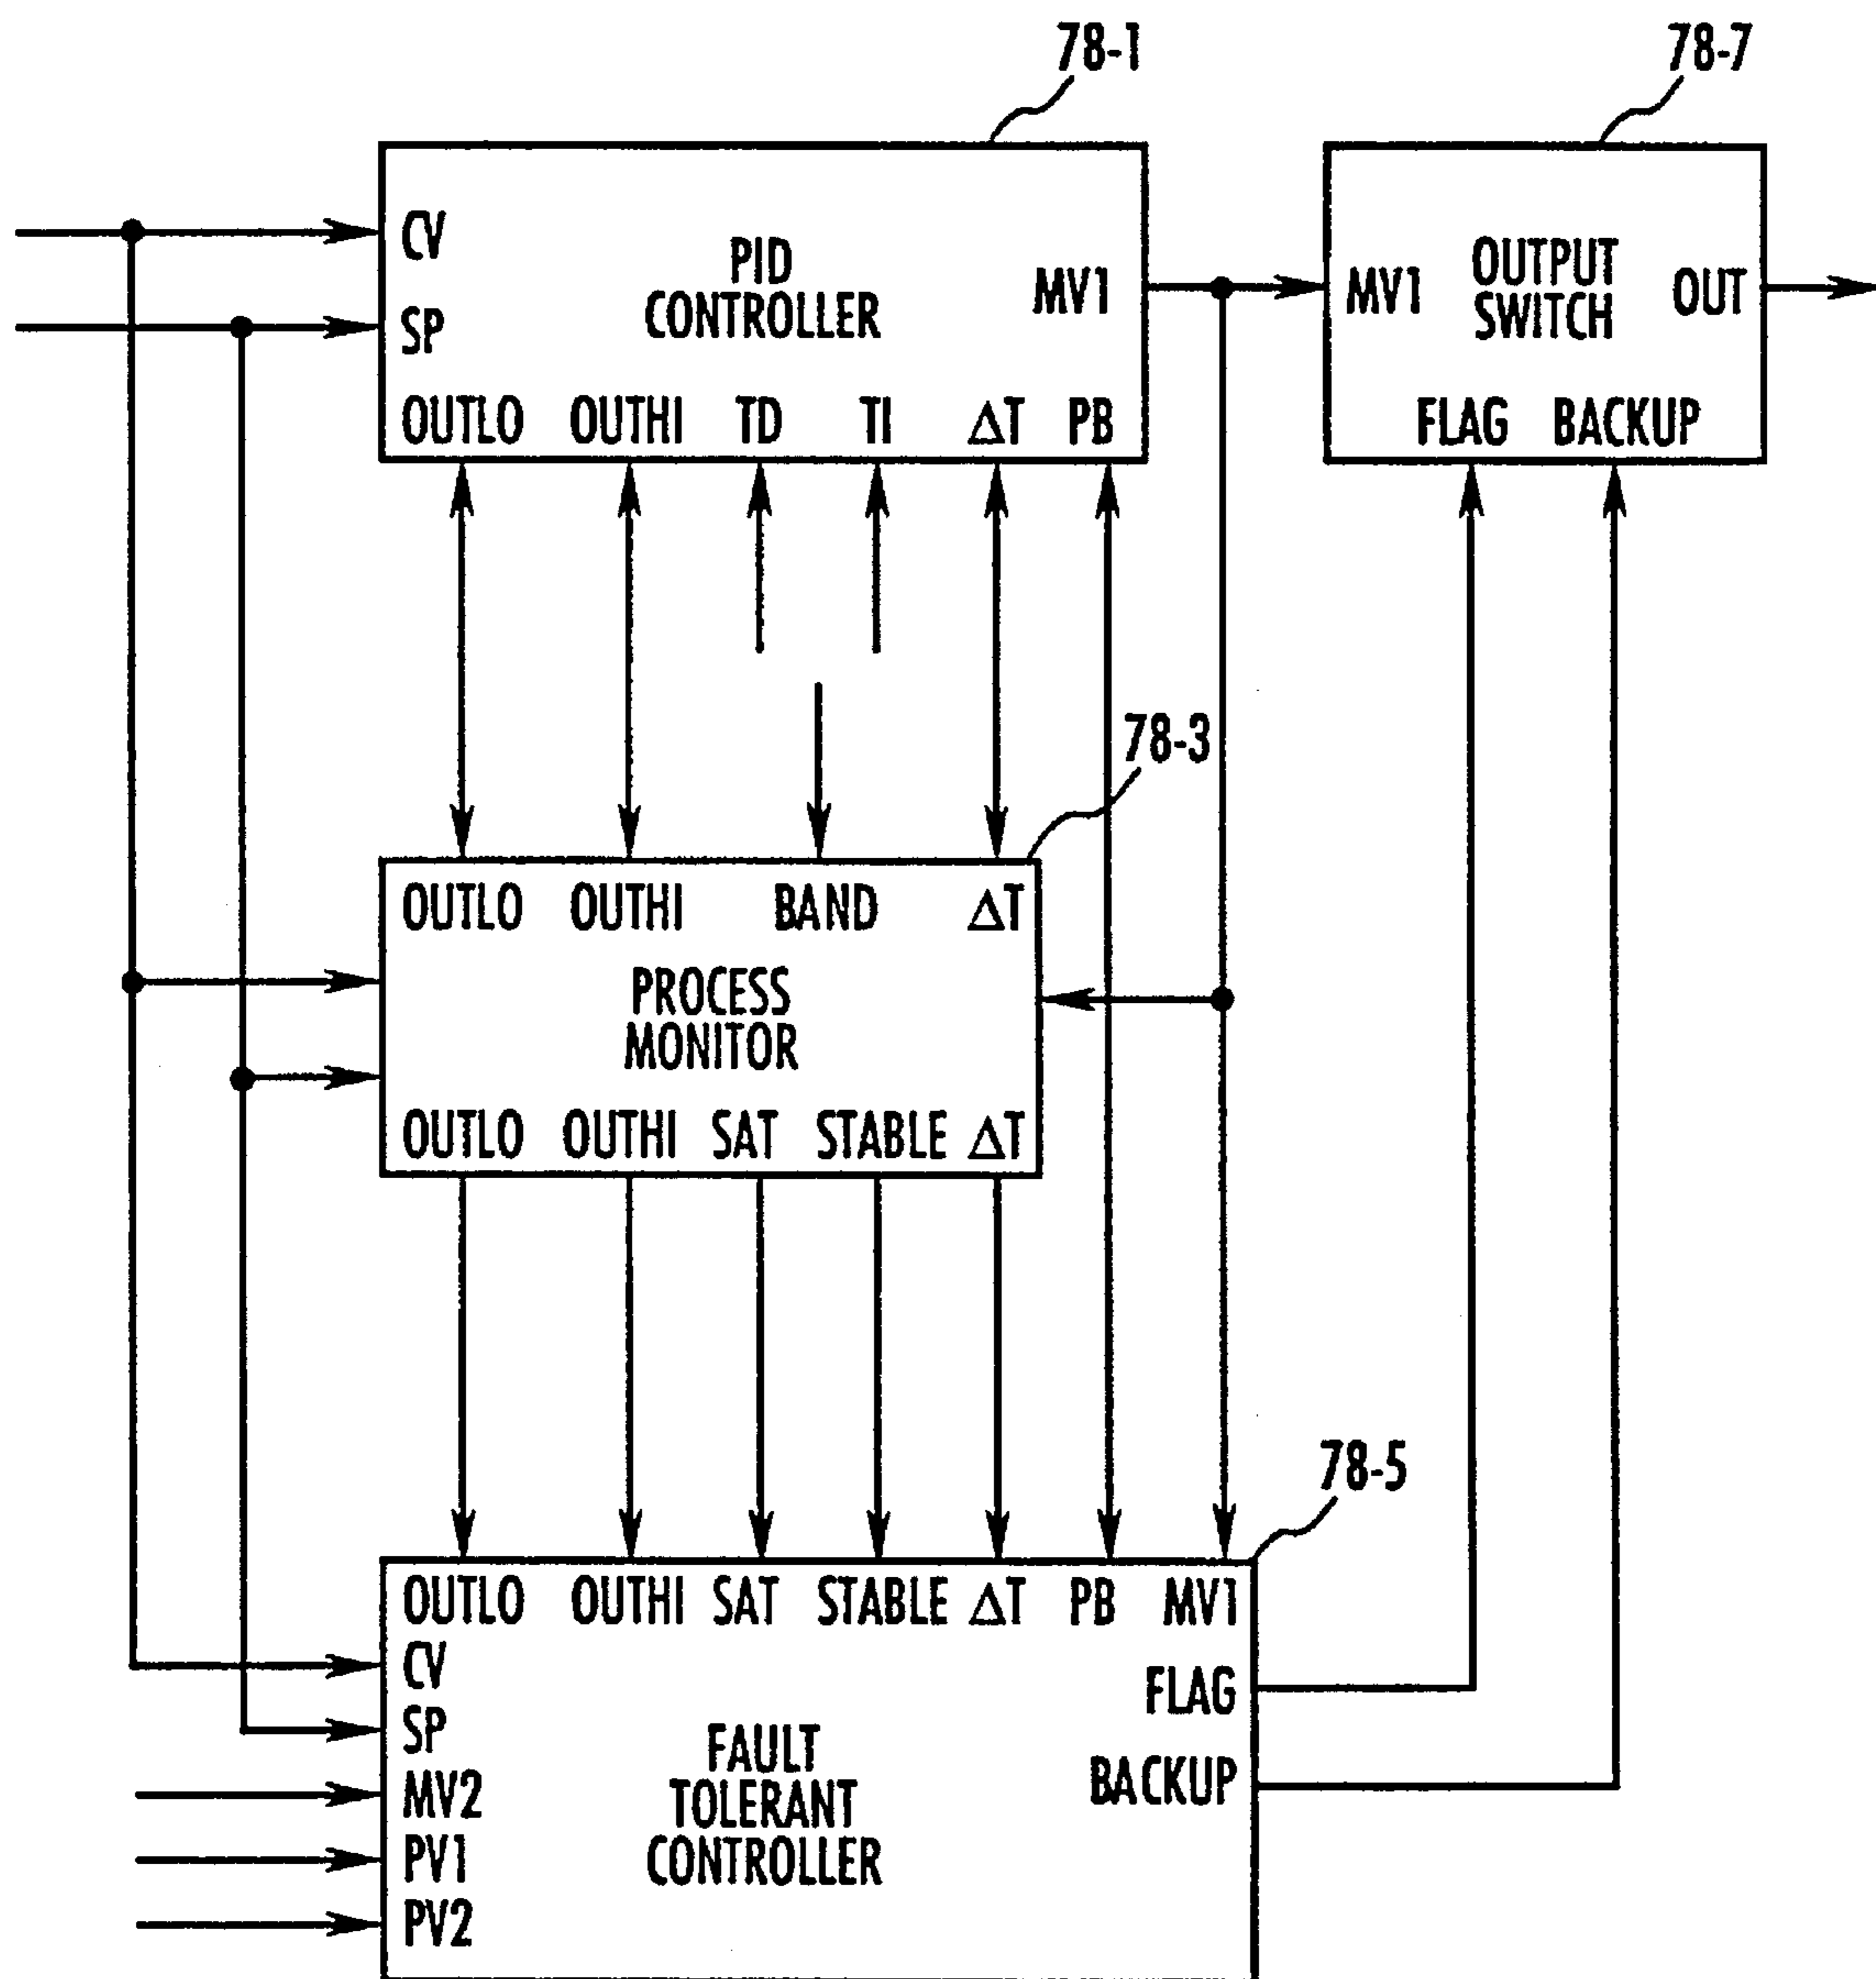 78-1
78-7
CV
SP
PID
CONTROLLER
MV1
OUTLO OUTHI TD TI ΔT PB
MV1
OUTPUT
SWITCH
OUT
FLAG BACKUP
78-3
OUTLO OUTHI BAND ΔT
PROCESS
MONITOR
OUTLO OUTHI SAT STABLE ΔT
78-5
OUTLO OUTHI SAT STABLE ΔT PB MV1
CV
SP
MV2
PV1
PV2
FAULT
TOLERANT
CONTROLLER
FLAG
BACKUP